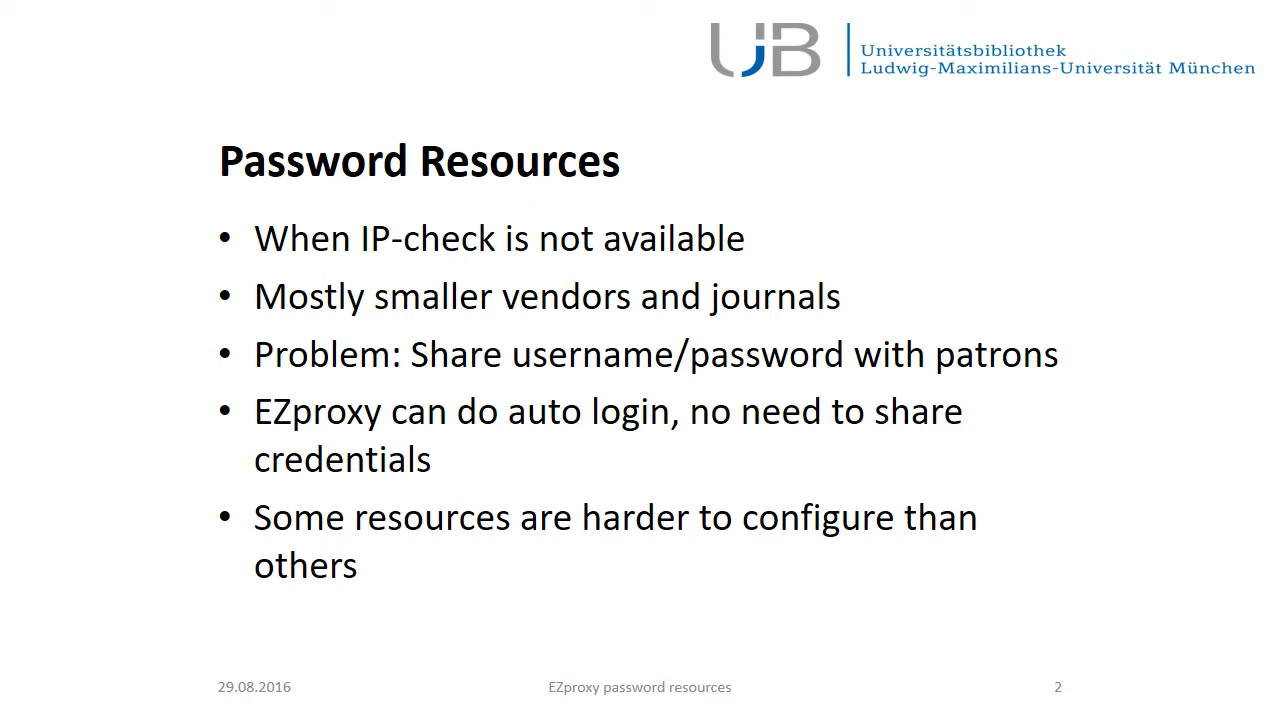 UB
Universitätsbibliothek
Ludwig-Maximilians-Universität München
Password Resources
• When IP-check is not available
• Mostly smaller vendors and journals
• Problem: Share username/password with patrons
• EZproxy can do auto login, no need to share
credentials
• Some resources are harder to configure than
others
29.08.2016 EZproxy password resources 2